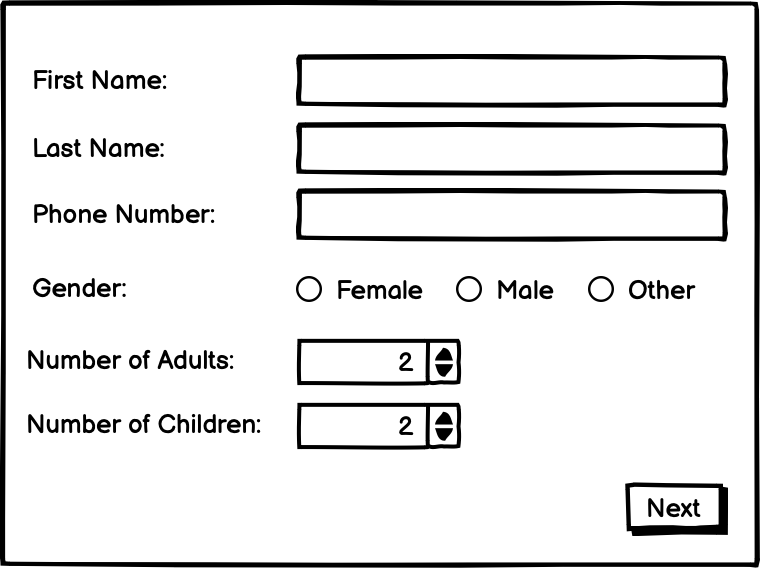 First Name:
Last Name:
Phone Number:
Gender: Female Male Other
Number of Adults: 2
Number of Children: 2
Next